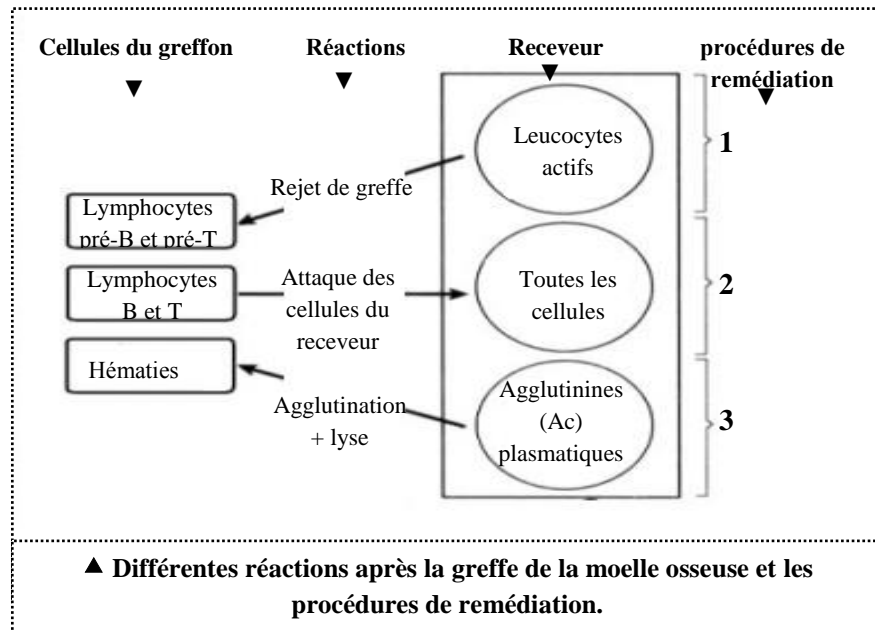 Cellules du greffon
Réactions
Receveur
procédures de
remédiation
▼
▼
▼
▼
Leucocytes
actifs
1
Rejet de greffe
Lymphocytes
pré-B et pré-T
Lymphocytes
B et T
Attaque des
cellules du
receveur
Toutes les
cellules
2
Hématies
Agglutination
+ lyse
Agglutinines
(Ac)
plasmatiques
3
▲ Différentes réactions après la greffe de la moelle osseuse et les
procédures de remédiation.